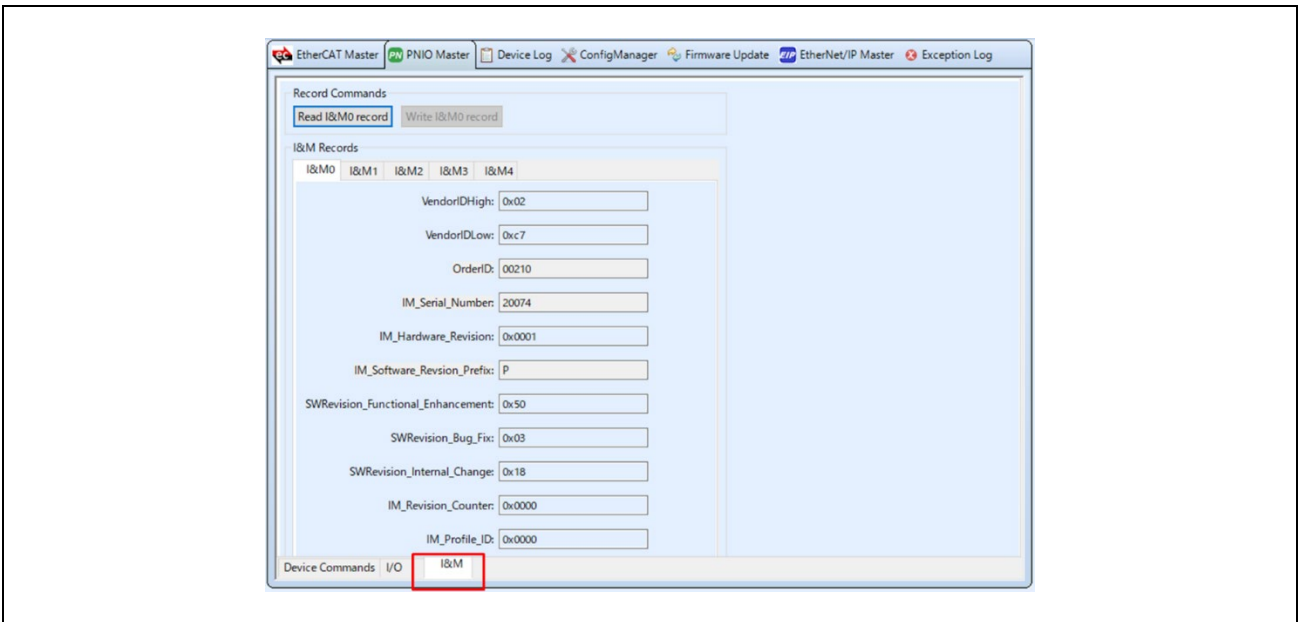 EtherCAT Master PNIO Master Device Log ConfigManager Firmware Update EtherNet/IP Master Exception Log
Record Commands
Read I&M0 record Write I&M0 record
I&M Records
I&M0 I&M1 I&M2 I&M3 I&M4
VendorIDHigh: 0x02
VendorIDLow: 0xc7
OrderID: 00210
IM_Serial_Number: 20074
IM_Hardware_Revision: 0x0001
IM_Software_Revsion_Prefix: P
SWRevision_Functional_Enhancement: 0x50
SWRevision_Bug_Fix: 0x03
SWRevision_Internal_Change: 0x18
IM_Revision_Counter: 0x0000
IM_Profile_ID: 0x0000
Device Commands I/O I&M